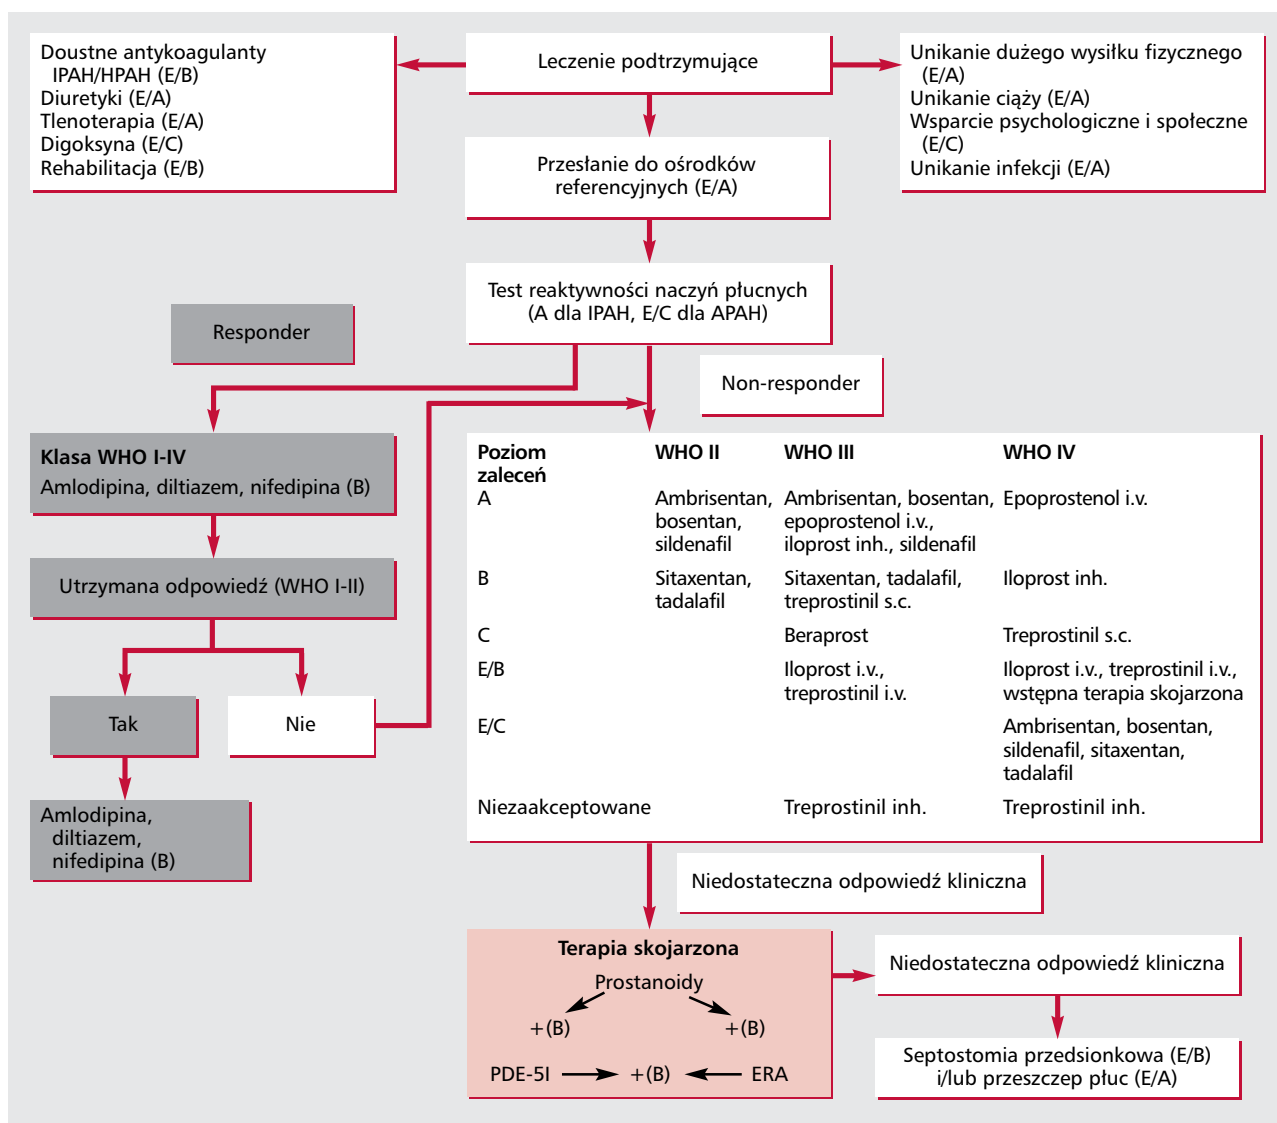 Doustne antykoagulanty
IPAH/HPAH (E/B)
Diuretyki (E/A)
Tlenoterapia (E/A)
Digoksyna (E/C)
Rehabilitacja (E/B)
Leczenie podtrzymujące
Unikanie dużego wysiłku fizycznego
(E/A)
Unikanie ciąży (E/A)
Wsparcie psychologiczne i społeczne
(E/C)
Unikanie infekcji (E/A)
Przesłanie do ośrodków
referencyjnych (E/A)
Test reaktywności naczyń płucnych
(A dla IPAH, E/C dla APAH)
Responder
Non-responder
Klasa WHO I-IV
Amlodipina, diltiazem, nifedipina (B)
Utrzymana odpowiedź (WHO I-II)
Tak
Nie
Amlodipina,
diltiazem,
nifedipina (B)
Poziom
zaleceń
WHO II
WHO III
WHO IV
A
Ambrisentan,
bosentan,
sildenafil
Ambrisentan, bosentan,
epoprostenol i.v.,
iloprost inh., sildenafil
Epoprostenol i.v.
B
Sitaxentan,
tadalafil
Sitaxentan, tadalafil,
treprostinil s.c.
Iloprost inh.
C
Beraprost
Treprostinil s.c.
E/B
Iloprost i.v.,
treprostinil i.v.
Iloprost i.v., treprostinil i.v.,
wstępna terapia skojarzona
E/C
Ambrisentan, bosentan,
sildenafil, sitaxentan,
tadalafil
Niezaakceptowane
Treprostinil inh.
Treprostinil inh.
Niedostateczna odpowiedź kliniczna
Terapia skojarzona
Prostanoidy
+(B)
+(B)
PDE-5I
+(B)
ERA
Niedostateczna odpowiedź kliniczna
Septostomia przedsionkowa (E/B)
i/lub przeszczep płuc (E/A)